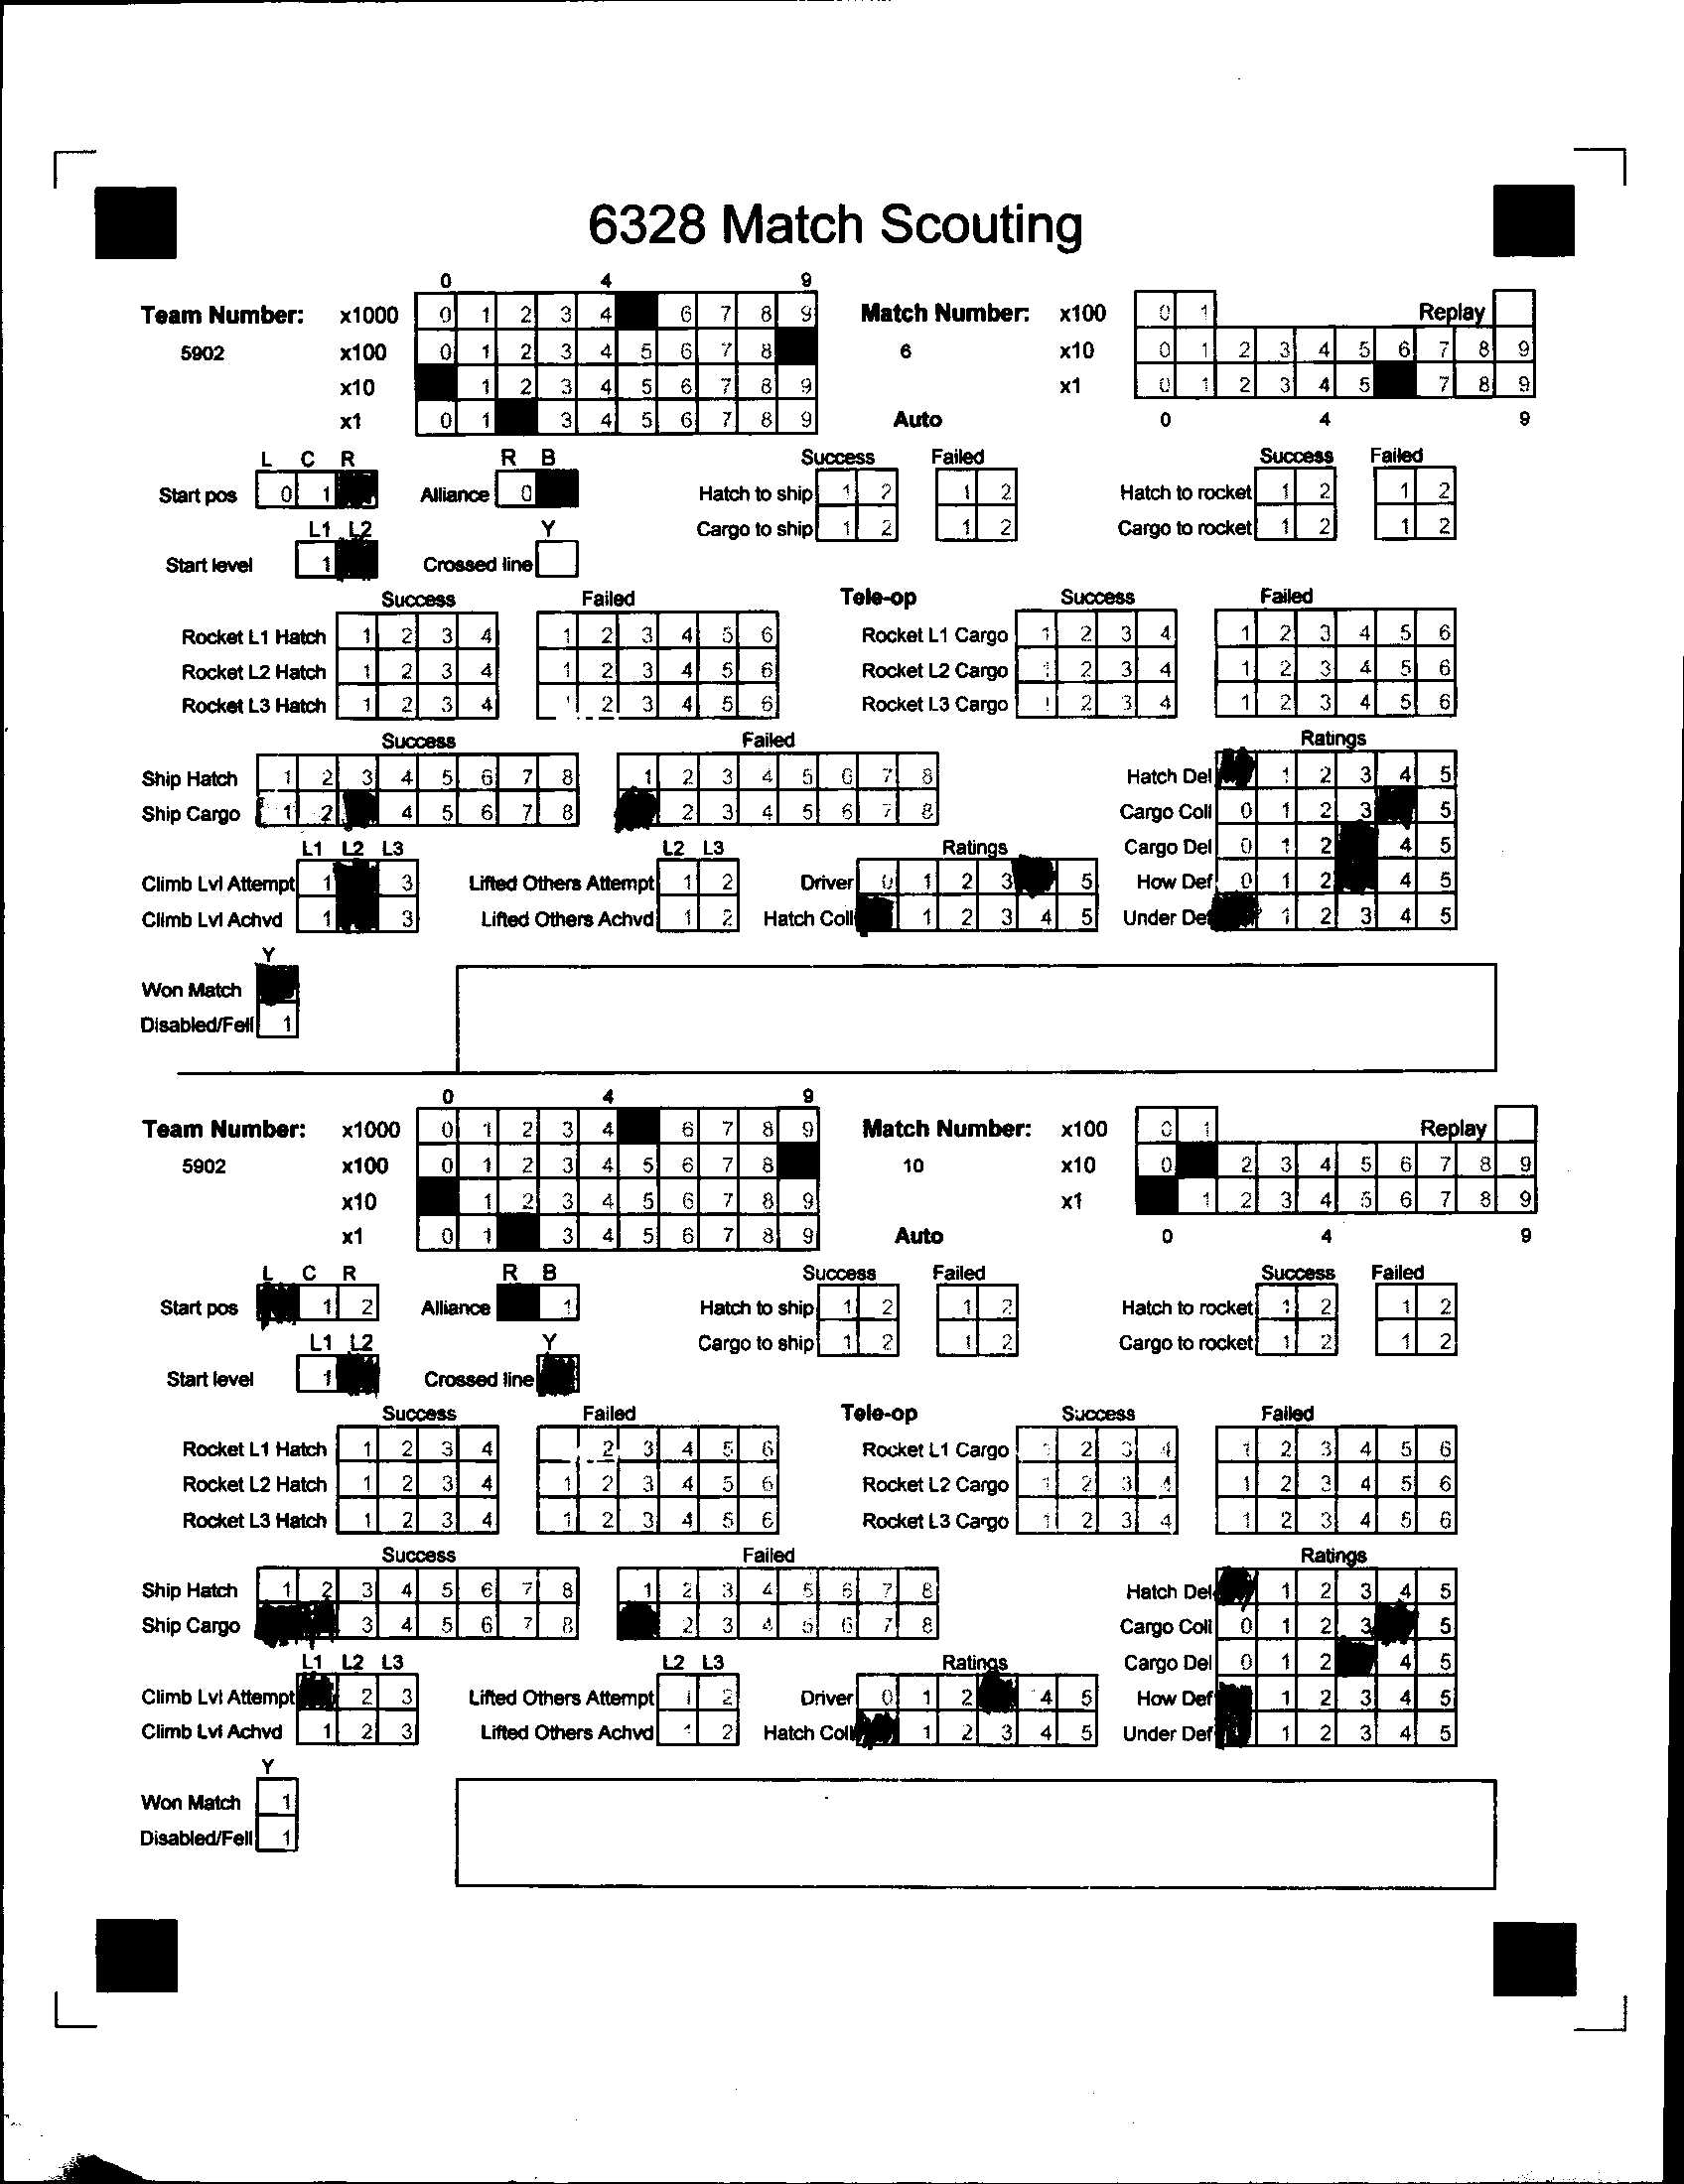 6328 Match Scouting
0 4 9
Team Number: x1000 0 1 2 3 4 6 7 8 9 Match Number: x100 0 1 Replay
5902 x100 0 1 2 3 4 5 6 7 8 6 x10 0 1 2 3 4 5 6 7 8 9
x10 1 2 3 4 5 6 7 8 9 x1 0 1 2 3 4 5 7 8 9
x1 0 1 3 4 5 6 7 8 9 Auto 0 4 9
L C R R B Success Failed Success Failed
Start pos 0 1 Alliance 0 Hatch to ship 1 2 1 2 Hatch to rocket 1 2 1 2
L1 L2 Y Cargo to ship 1 2 1 2 Cargo to rocket 1 2 1 2
Start level 1 Crossed line
Success Failed Tele-op Success Failed
Rocket L1 Hatch 1 2 3 4 1 2 3 4 5 6 Rocket L1 Cargo 1 2 3 4 1 2 3 4 5 6
Rocket L2 Hatch 1 2 3 4 1 2 3 4 5 6 Rocket L2 Cargo 1 2 3 4 1 2 3 4 5 6
Rocket L3 Hatch 1 2 3 4 1 2 3 4 5 6 Rocket L3 Cargo 1 2 3 4 1 2 3 4 5 6
Success Failed Ratings
Ship Hatch 1 2 3 4 5 6 7 8 1 2 3 4 5 6 7 8 Hatch Del 1 2 3 4 5
Ship Cargo 1 2 4 5 6 7 8 2 3 4 5 6 7 8 Cargo Coll 0 1 2 3 5
L1 L2 L3 L2 L3 Ratings Cargo Del 0 1 2 4 5
Climb Lvl Attempt 1 3 Lifted Others Attempt 1 2 Driver 0 1 2 3 5 How Def 0 1 2 4 5
Climb Lvl Achvd 1 3 Lifted Others Achvd 1 2 Hatch Coll 1 2 3 4 5 Under Def 1 2 3 4 5
Y
Won Match
Disabled/Fell 1
0 4 9
Team Number: x1000 0 1 2 3 4 6 7 8 9 Match Number: x100 0 1 Replay
5902 x100 0 1 2 3 4 5 6 7 8 10 x10 0 2 3 4 5 6 7 8 9
x10 1 2 3 4 5 6 7 8 9 x1 1 2 3 4 5 6 7 8 9
x1 0 1 3 4 5 6 7 8 9 Auto 0 4 9
L C R R B Success Failed Success Failed
Start pos 1 2 Alliance 1 Hatch to ship 1 2 1 2 Hatch to rocket 1 2 1 2
L1 L2 Y Cargo to ship 1 2 1 2 Cargo to rocket 1 2 1 2
Start level 1 Crossed line
Success Failed Tele-op Success Failed
Rocket L1 Hatch 1 2 3 4 2 3 4 5 6 Rocket L1 Cargo 1 2 3 4 1 2 3 4 5 6
Rocket L2 Hatch 1 2 3 4 1 2 3 4 5 6 Rocket L2 Cargo 1 2 3 4 1 2 3 4 5 6
Rocket L3 Hatch 1 2 3 4 1 2 3 4 5 6 Rocket L3 Cargo 1 2 3 4 1 2 3 4 5 6
Success Failed Ratings
Ship Hatch 1 2 3 4 5 6 7 8 1 2 3 4 5 6 7 8 Hatch Del 1 2 3 4 5
Ship Cargo 3 4 5 6 7 8 2 3 4 5 6 7 8 Cargo Coll 0 1 2 3 5
L1 L2 L3 L2 L3 Ratings Cargo Del 0 1 2 4 5
Climb Lvl Attempt 2 3 Lifted Others Attempt 1 2 Driver 0 1 2 4 5 How Def 1 2 3 4 5
Climb Lvl Achvd 1 2 3 Lifted Others Achvd 1 2 Hatch Coll 1 2 3 4 5 Under Def 1 2 3 4 5
Y
Won Match 1
Disabled/Fell 1